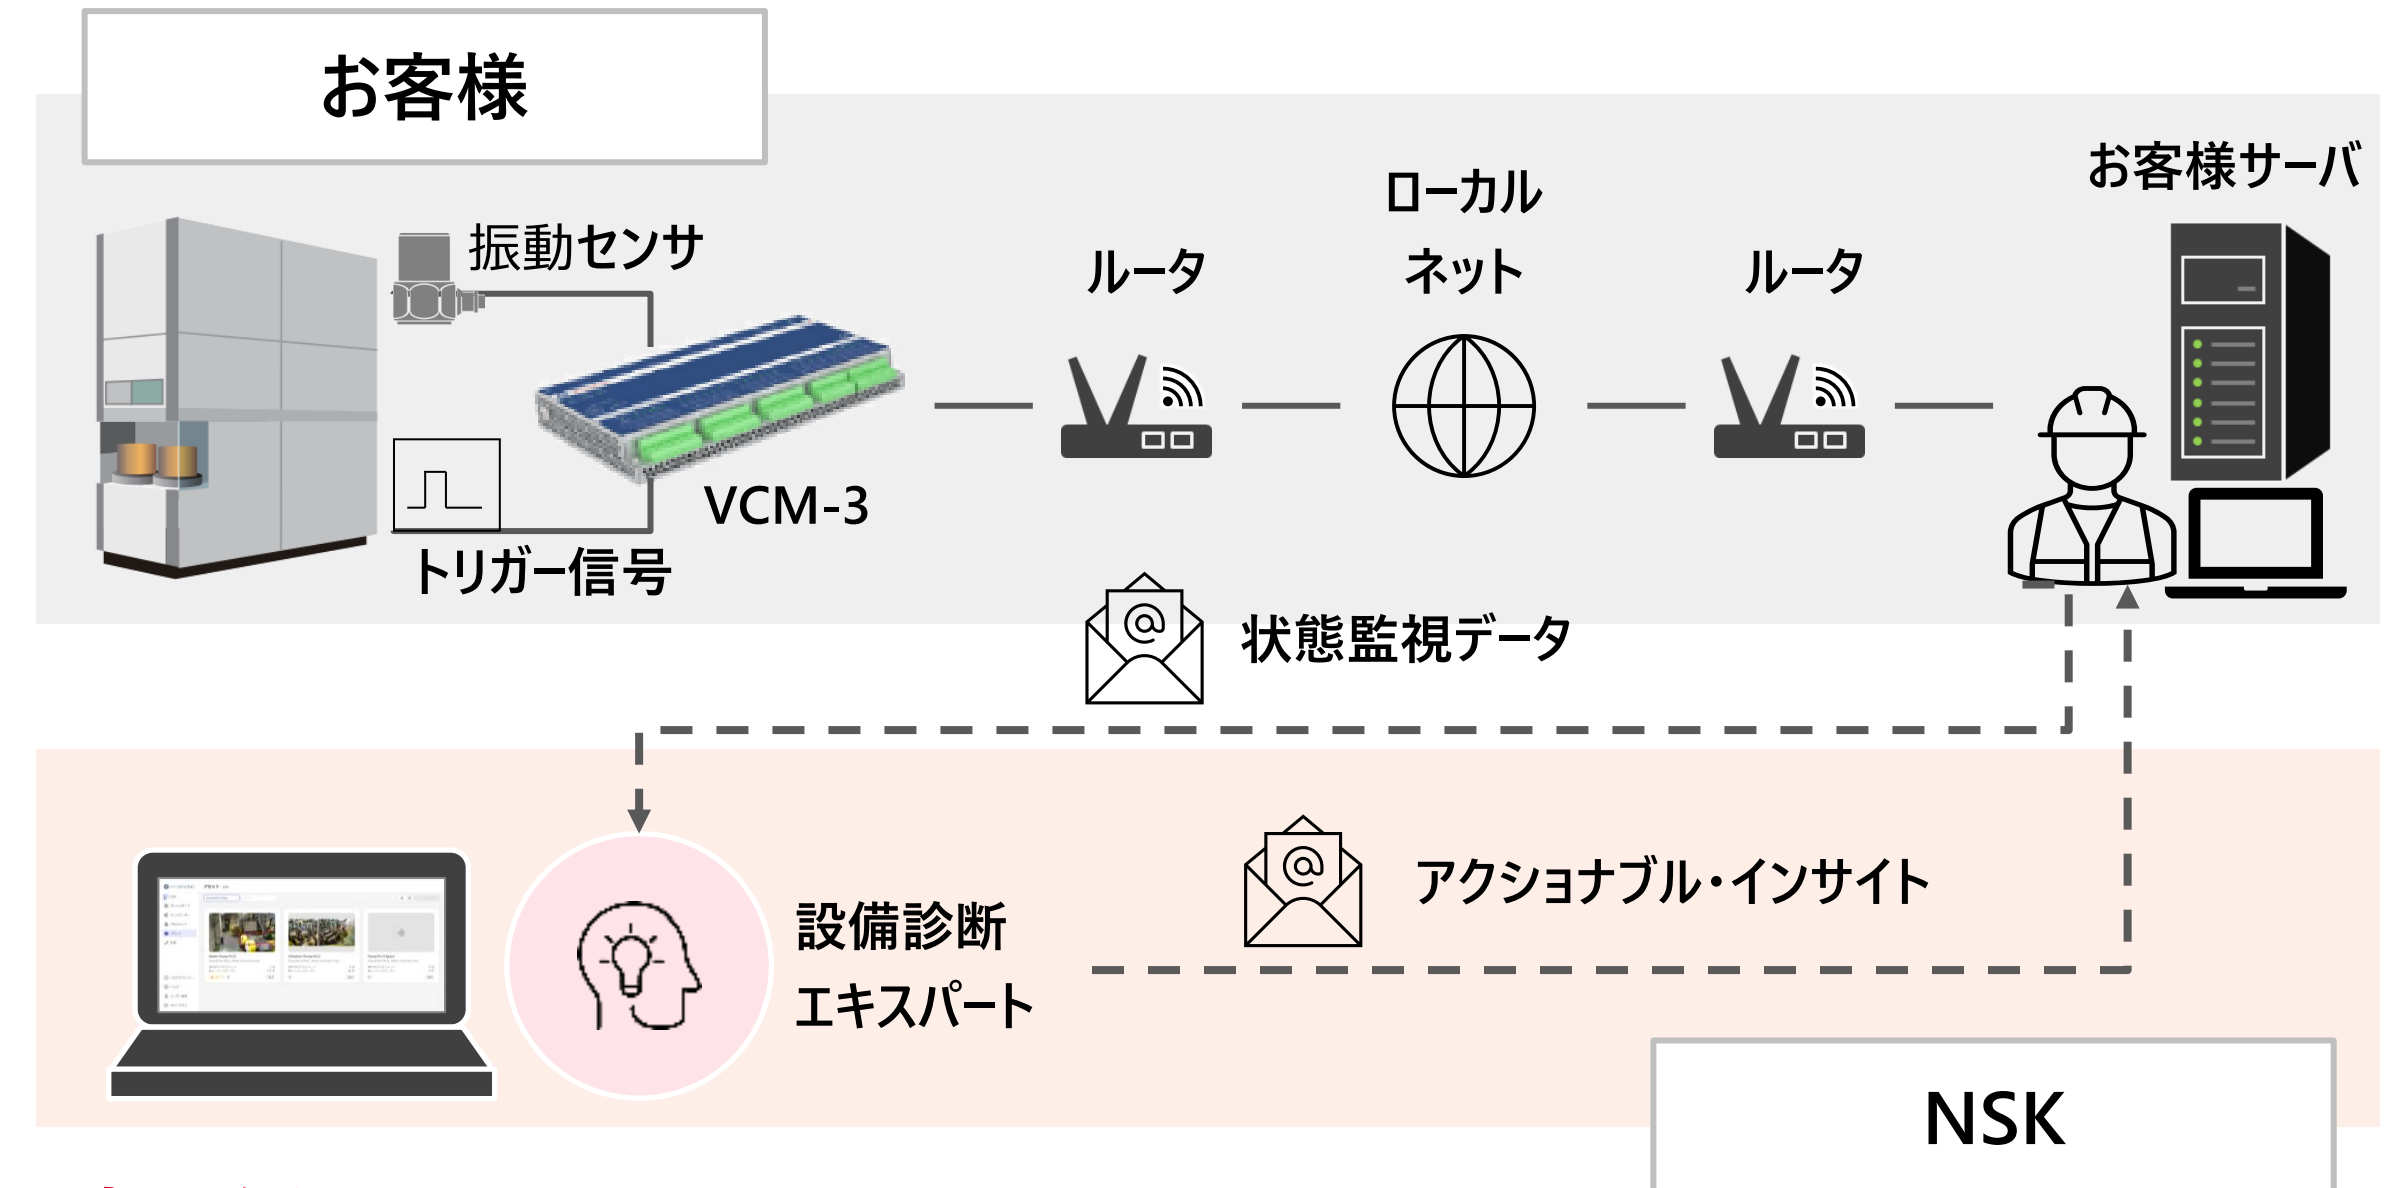 お客様
お客様サーバ
ローカル
ネット
振動センサ
ルータ
ルータ
VCM-3
トリガー信号
状態監視データ
アクショナブル・インサイト
設備診断
エキスパート
NSK